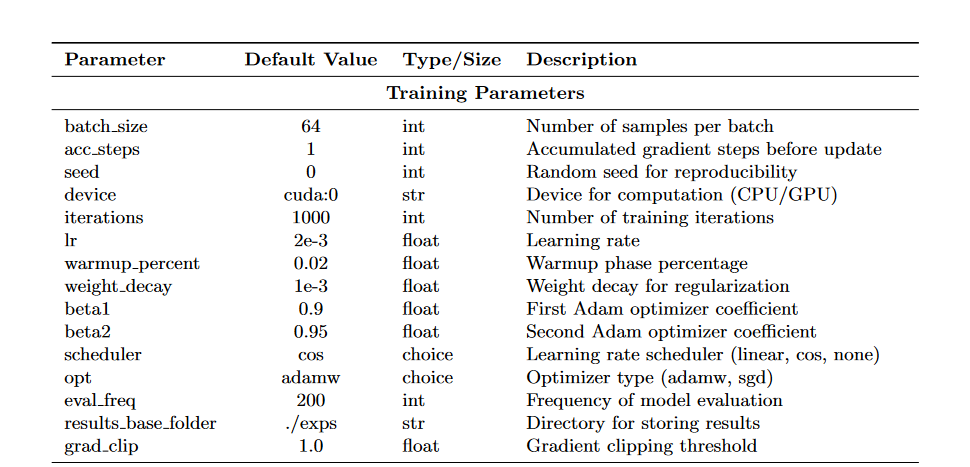 Parameter Default Value Type/Size Description
Training Parameters
batch_size 64 int Number of samples per batch
acc_steps 1 int Accumulated gradient steps before update
seed 0 int Random seed for reproducibility
device cuda:0 str Device for computation (CPU/GPU)
iterations 1000 int Number of training iterations
lr 2e-3 float Learning rate
warmup_percent 0.02 float Warmup phase percentage
weight_decay 1e-3 float Weight decay for regularization
beta1 0.9 float First Adam optimizer coefficient
beta2 0.95 float Second Adam optimizer coefficient
scheduler cos choice Learning rate scheduler (linear, cos, none)
opt adamw choice Optimizer type (adamw, sgd)
eval_freq 200 int Frequency of model evaluation
results_base_folder ./exps str Directory for storing results
grad_clip 1.0 float Gradient clipping threshold